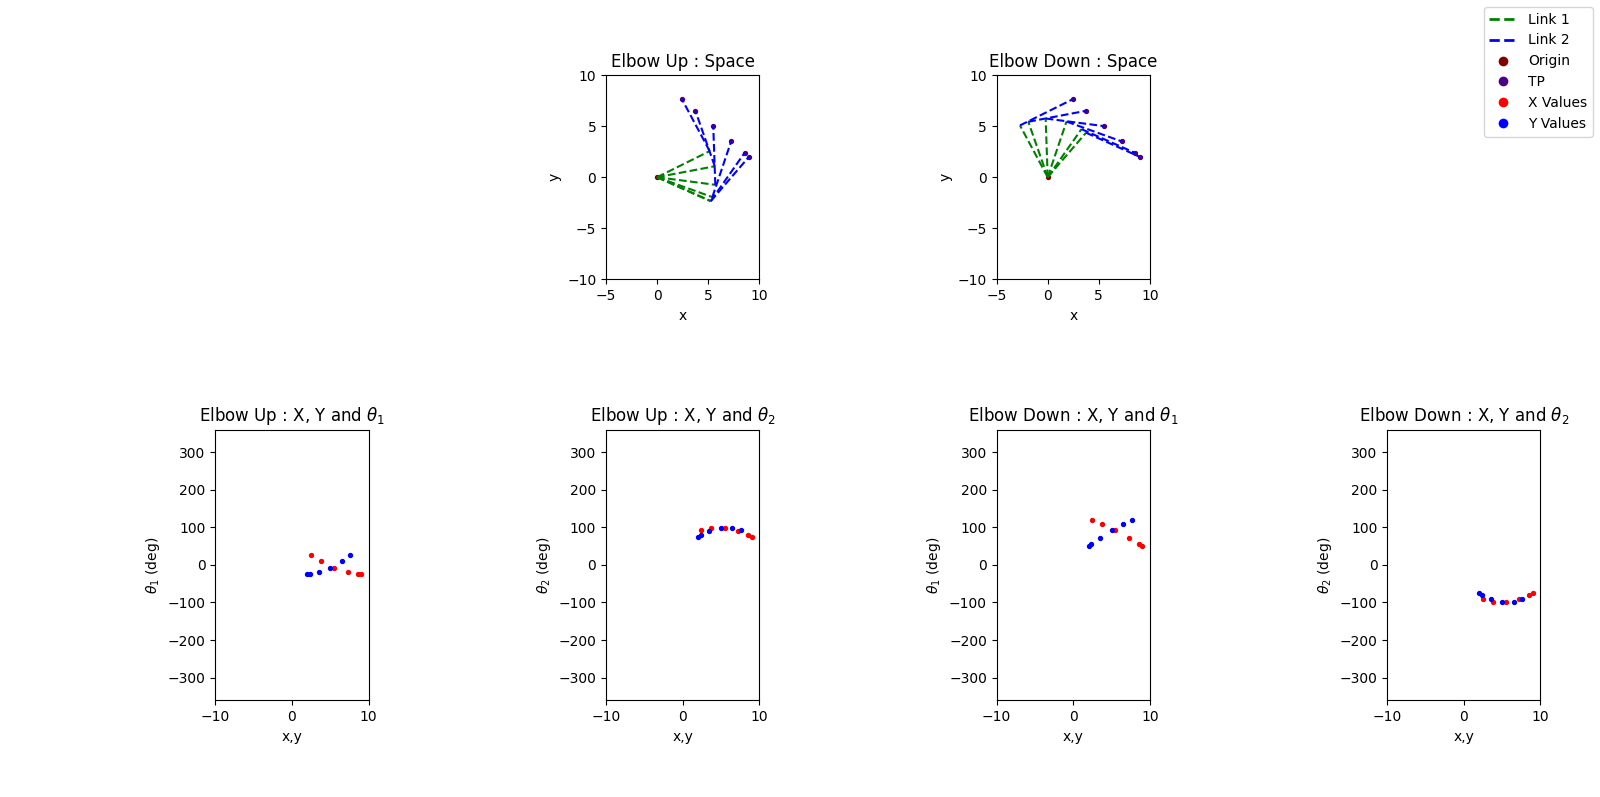 Link 1
Link 2
Origin
TP
X Values
Y Values
Elbow Up : Space
10
5
0
−5
−10
y
−5 0 5 10
x
Elbow Down : Space
10
5
0
−5
−10
y
−5 0 5 10
x
Elbow Up : X, Y and θ₁
300
200
100
0
−100
−200
−300
θ₁ (deg)
−10 0 10
x,y
Elbow Up : X, Y and θ₂
300
200
100
0
−100
−200
−300
θ₂ (deg)
−10 0 10
x,y
Elbow Down : X, Y and θ₁
300
200
100
0
−100
−200
−300
θ₁ (deg)
−10 0 10
x,y
Elbow Down : X, Y and θ₂
300
200
100
0
−100
−200
−300
θ₂ (deg)
−10 0 10
x,y